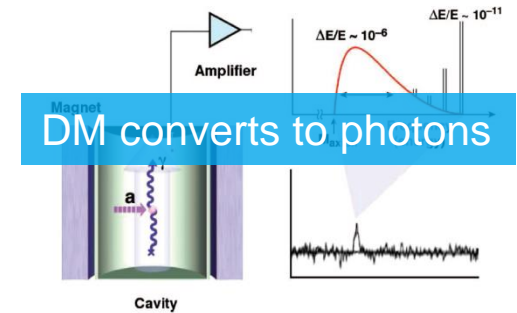 ΔE/E ~ 10⁻¹¹
ΔE/E ~ 10⁻⁶
Amplifier
Magnet
DM converts to photons
γ
a
Cavity